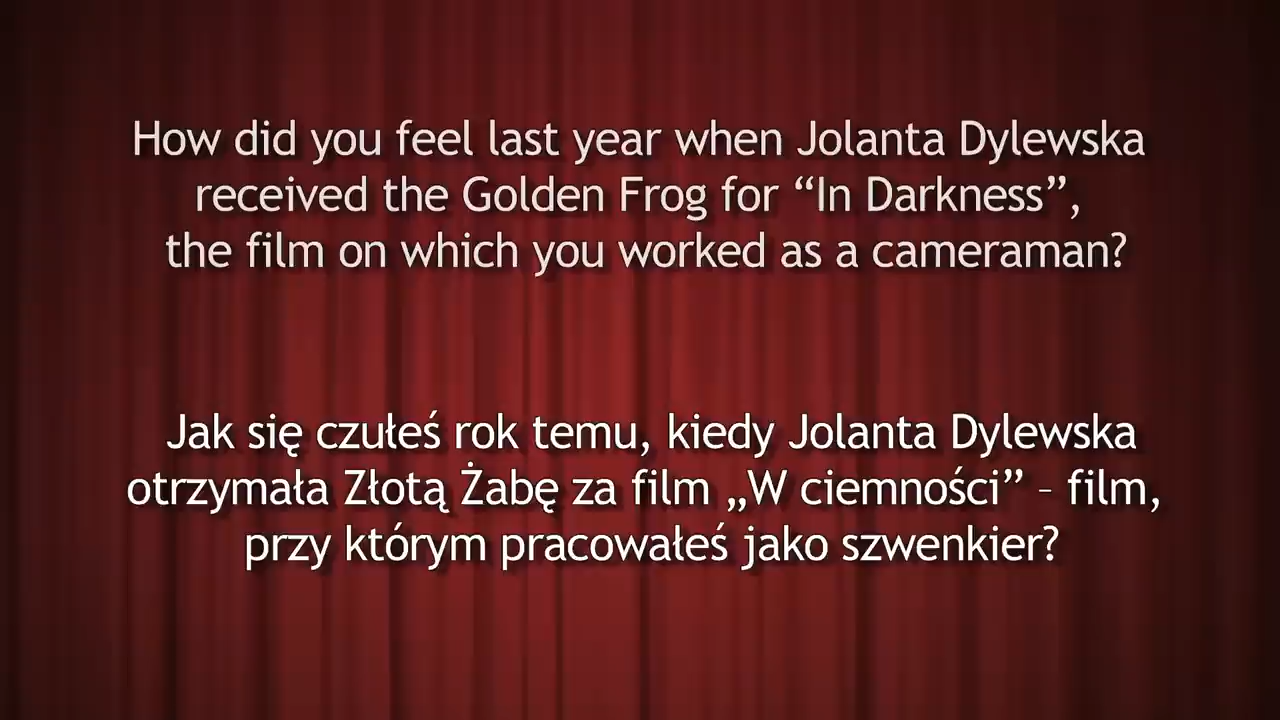 How did you feel last year when Jolanta Dylewska
received the Golden Frog for “In Darkness”,
the film on which you worked as a cameraman?
Jak się czułeś rok temu, kiedy Jolanta Dylewska
otrzymała Złotą Żabę za film „W ciemności” – film,
przy którym pracowałeś jako szwenkier?